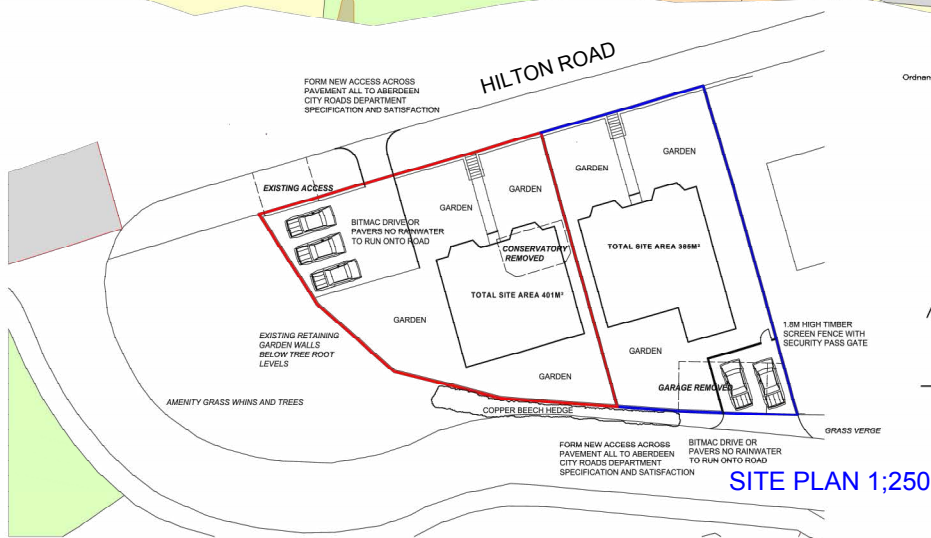 HILTON ROAD
Ordnan
FORM NEW ACCESS ACROSS
PAVEMENT ALL TO ABERDEEN
CITY ROADS DEPARTMENT
SPECIFICATION AND SATISFACTION
EXISTING ACCESS
BITMAC DRIVE OR
PAVERS NO RAINWATER
TO RUN ONTO ROAD
GARDEN
GARDEN
GARDEN
GARDEN
CONSERVATORY
REMOVED
TOTAL SITE AREA 385M²
TOTAL SITE AREA 401M²
GARDEN
GARDEN
GARDEN
EXISTING RETAINING
GARDEN WALLS
BELOW TREE ROOT
LEVELS
1.8M HIGH TIMBER
SCREEN FENCE WITH
SECURITY PASS GATE
GARAGE REMOVED
AMENITY GRASS WHINS AND TREES
COPPER BEECH HEDGE
GRASS VERGE
FORM NEW ACCESS ACROSS
PAVEMENT ALL TO ABERDEEN
CITY ROADS DEPARTMENT
SPECIFICATION AND SATISFACTION
BITMAC DRIVE OR
PAVERS NO RAINWATER
TO RUN ONTO ROAD
SITE PLAN 1;250